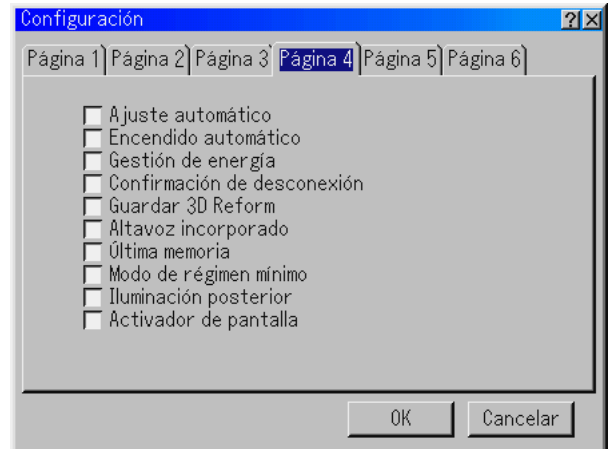 Configuración
Página 1 Página 2 Página 3 Página 4 Página 5 Página 6
Ajuste automático
Encendido automático
Gestión de energía
Confirmación de desconexión
Guardar 3D Reform
Altavoz incorporado
Última memoria
Modo de régimen mínimo
Iluminación posterior
Activador de pantalla
OK Cancelar